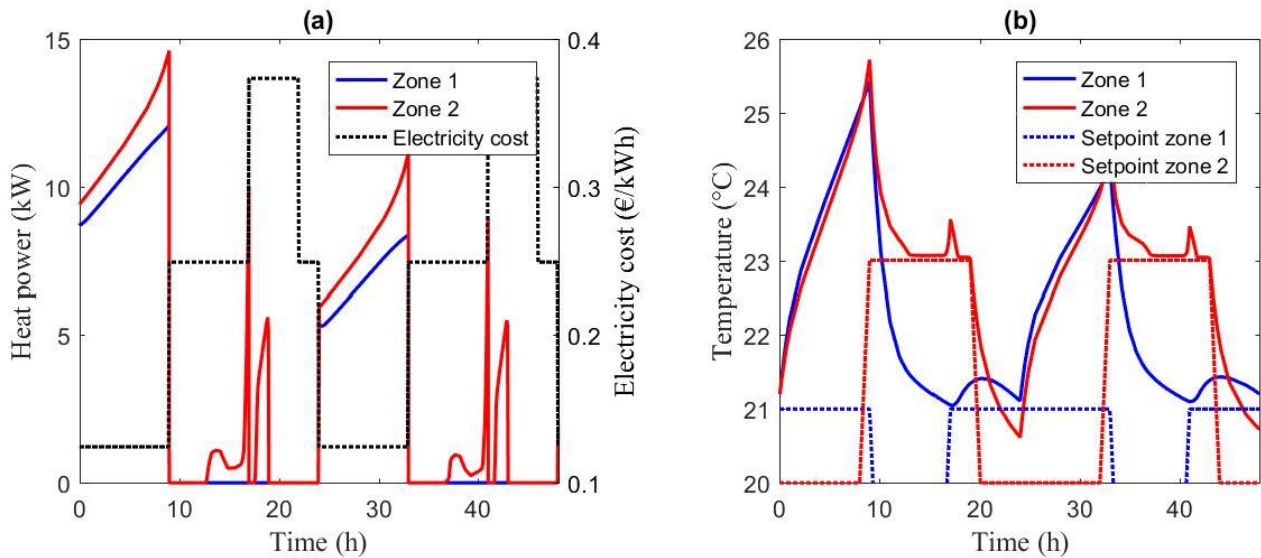 (a)
15
10
5
0
Heat power (kW)
0.4
0.3
0.2
0.1
Electricity cost (€/kWh)
Zone 1
Zone 2
Electricity cost
0
10
20
30
40
Time (h)
(b)
26
25
24
23
22
21
20
Temperature (°C)
Zone 1
Zone 2
Setpoint zone 1
Setpoint zone 2
0
10
20
30
40
Time (h)